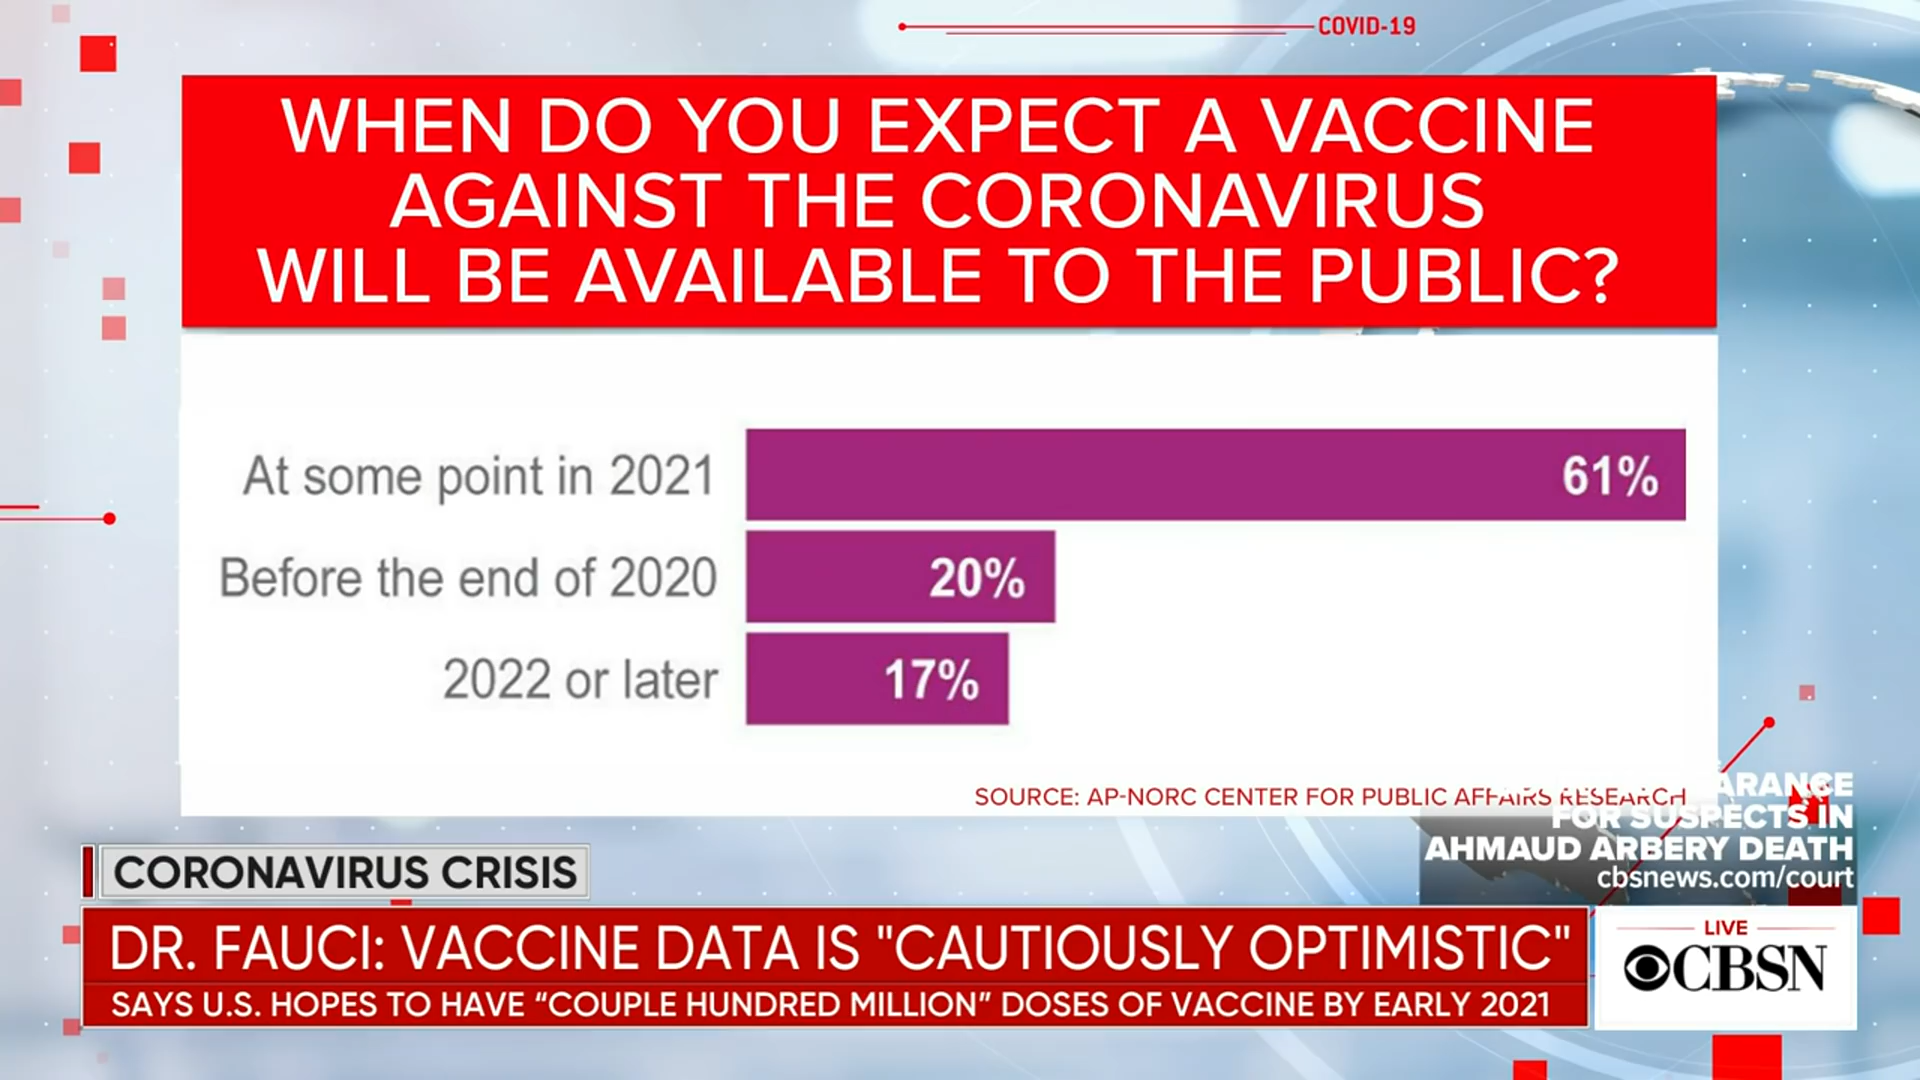 COVID-19
WHEN DO YOU EXPECT A VACCINE
AGAINST THE CORONAVIRUS
WILL BE AVAILABLE TO THE PUBLIC?
At some point in 2021 61%
Before the end of 2020 20%
2022 or later 17%
SOURCE: AP-NORC CENTER FOR PUBLIC AFFAIRS RESEARCH
FOR SUSPECTS IN
AHMAUD ARBERY DEATH
cbsnews.com/court
CORONAVIRUS CRISIS
DR. FAUCI: VACCINE DATA IS "CAUTIOUSLY OPTIMISTIC"
SAYS U.S. HOPES TO HAVE “COUPLE HUNDRED MILLION” DOSES OF VACCINE BY EARLY 2021
LIVE
CBSN